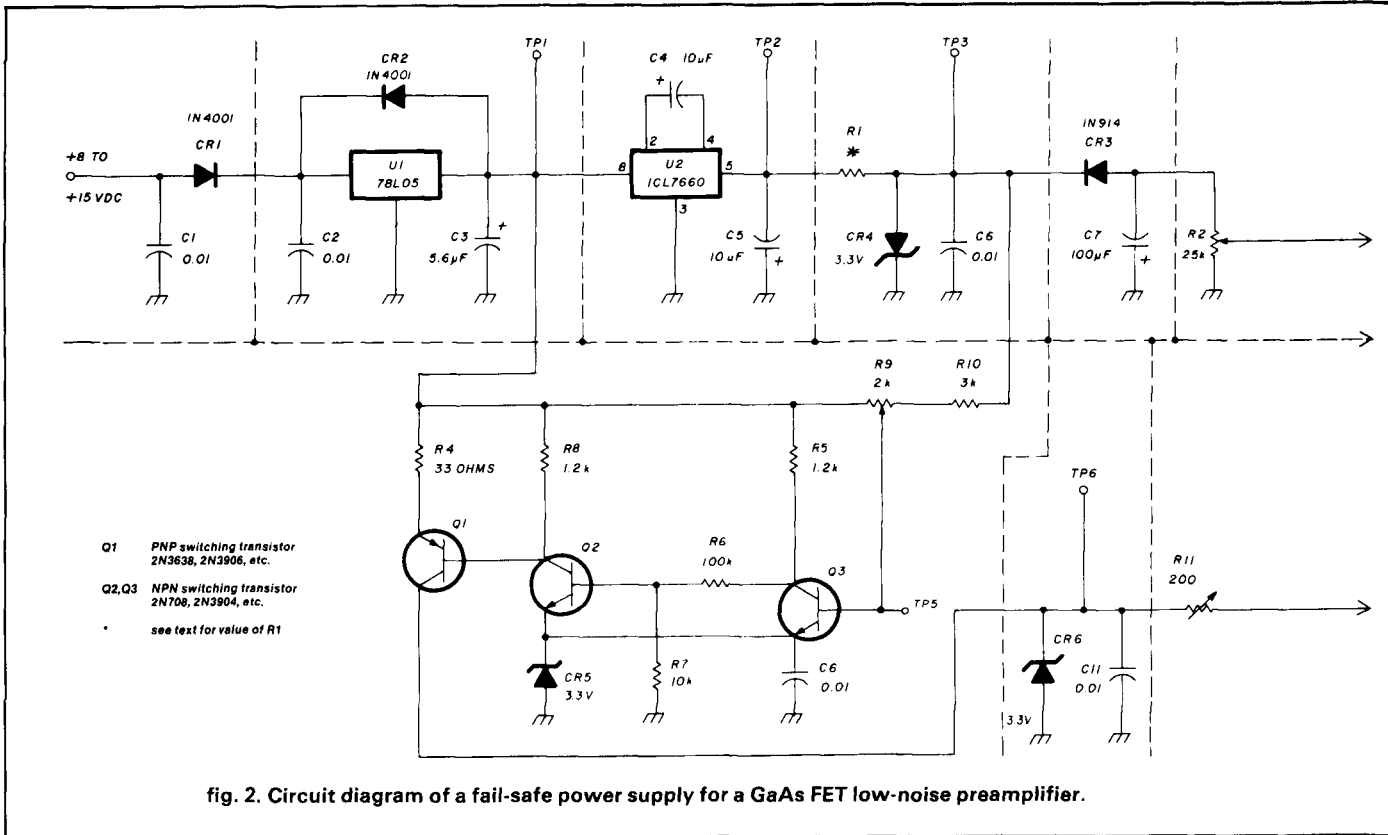 TP1
TP2
TP3
CR2
1N4001
C4 10µF
+
1N4001
CR1
+8 TO
+15 VDC
U1
78L05
2
4
8
U2
ICL7660
5
3
R1
*
1N914
CR3
C1
0.01
C2
0.01
C3
5.6µF
+
C5
10µF
+
CR4
3.3V
C6
0.01
C7
100µF
+
R2
25k
R9
2k
R10
3k
R4
33 OHMS
R8
1.2k
R5
1.2k
TP6
Q1
Q2
R6
100k
Q3
TP5
R11
200
Q1 PNP switching transistor
2N3638, 2N3906, etc.
Q2,Q3 NPN switching transistor
2N708, 2N3904, etc.
* see text for value of R1
CR5
3.3V
R7
10k
C6
0.01
CR6
3.3V
C11
0.01
fig. 2. Circuit diagram of a fail-safe power supply for a GaAs FET low-noise preamplifier.